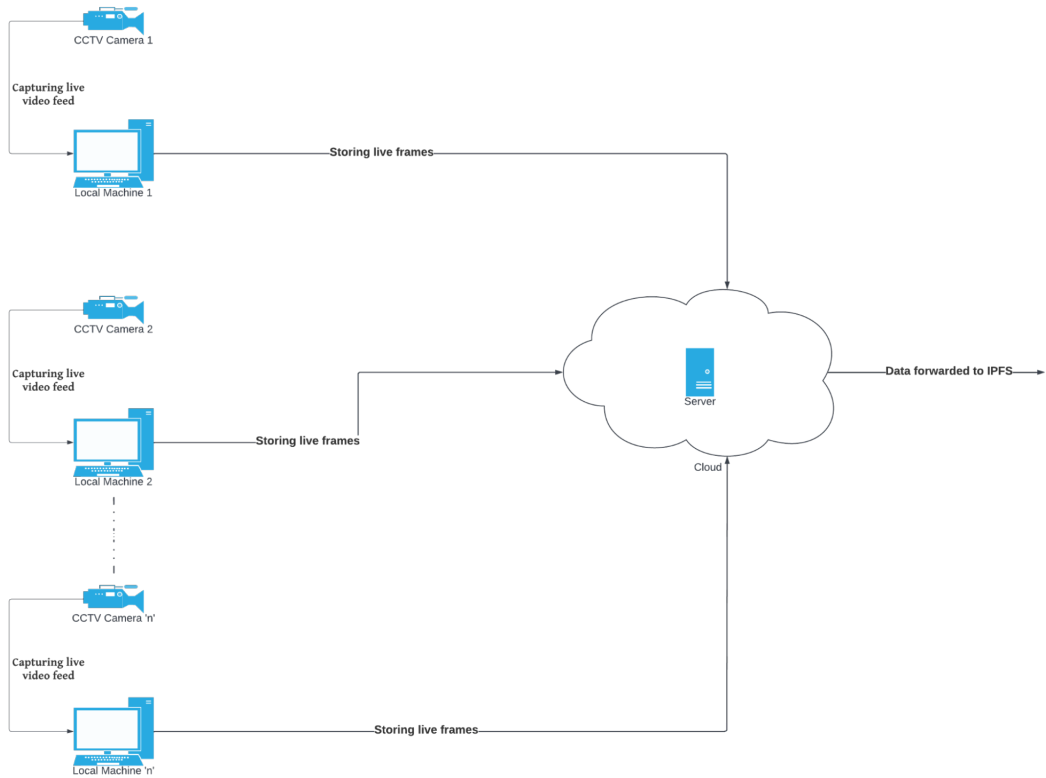 CCTV Camera 1
Capturing live
video feed
Storing live frames
Local Machine 1
CCTV Camera 2
Capturing live
video feed
Data forwarded to IPFS
Server
Storing live frames
Cloud
Local Machine 2
CCTV Camera 'n'
Capturing live
video feed
Storing live frames
Local Machine 'n'